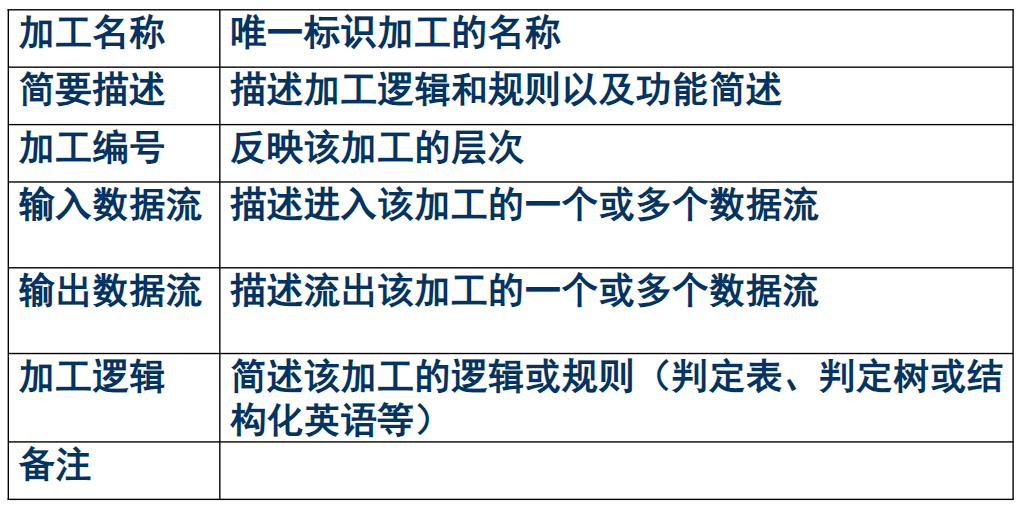 加工名称 唯一标识加工的名称
简要描述 描述加工逻辑和规则以及功能简述
加工编号 反映该加工的层次
输入数据流 描述进入该加工的一个或多个数据流
输出数据流 描述流出该加工的一个或多个数据流
加工逻辑 简述该加工的逻辑或规则（判定表、判定树或结
构化英语等）
备注